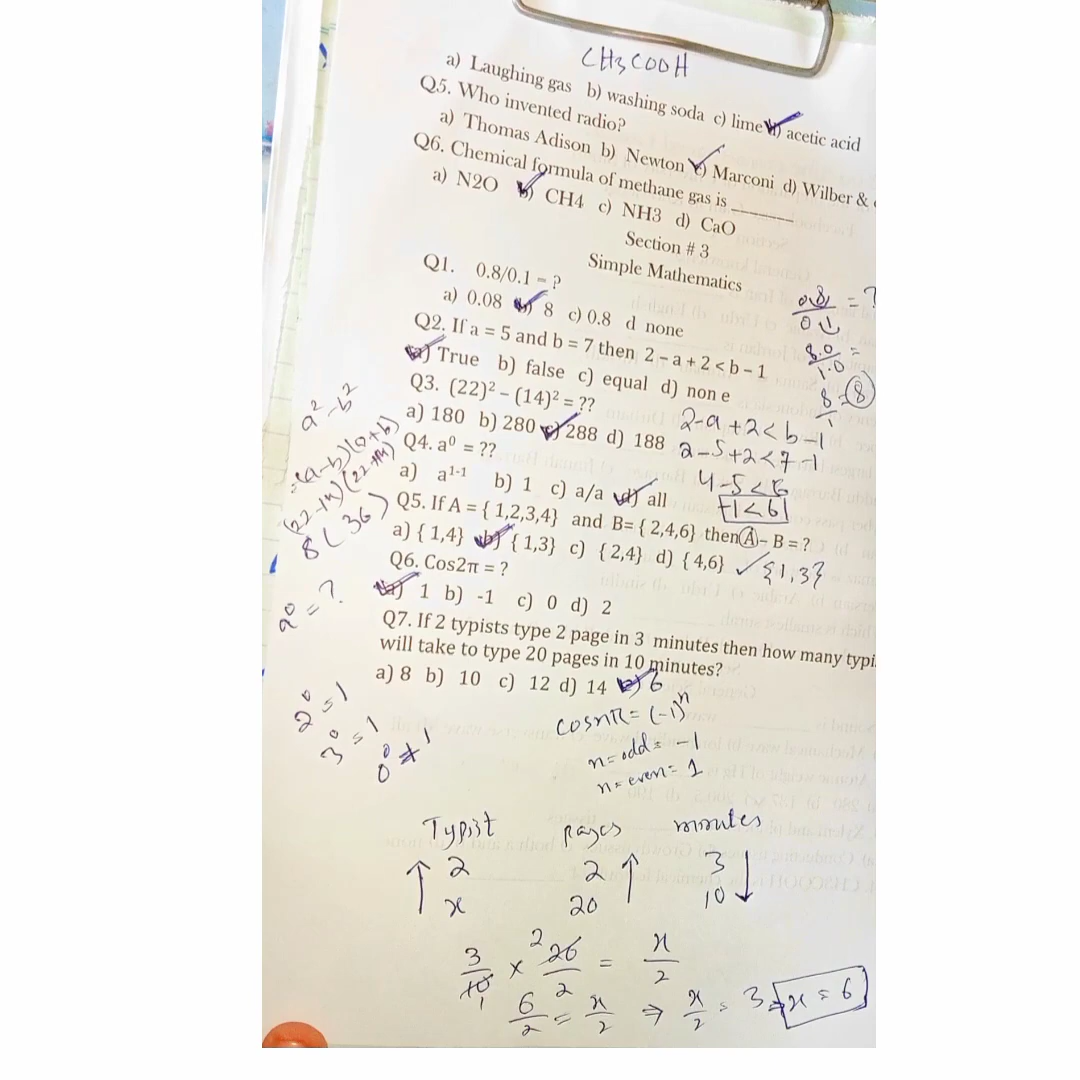 CH3COOH
a) Laughing gas b) washing soda c) lime d) acetic acid
Q5. Who invented radio?
a) Thomas Adison b) Newton c) Marconi d) Wilber &
Q6. Chemical formula of methane gas is ________
a) N2O b) CH4 c) NH3 d) CaO
Section # 3
Simple Mathematics
Q1. 0.8/0.1 = ?
a) 0.08 b) 8 c) 0.8 d none
0.8/0.1 = ?
8.0/1.0 =
8/1 = 8
Q2. If a = 5 and b = 7 then 2 – a + 2 < b – 1
a) True b) false c) equal d) non e
Q3. (22)² – (14)² = ??
a) 180 b) 280 c) 288 d) 188
2-a+2<b-1
2-5+2<7-1
4-5<6
-1<6
a²-b²
=(a-b)(a+b)
(22-14)(22+14)
8(36)
Q4. a⁰ = ??
a) a¹⁻¹ b) 1 c) a/a d) all
Q5. If A = { 1,2,3,4} and B= { 2,4,6} then A – B = ?
a) { 1,4} b) { 1,3} c) { 2,4} d) { 4,6} ✓ {1,3}
Q6. Cos2π = ?
a) 1 b) -1 c) 0 d) 2
a⁰ = ?
Q7. If 2 typists type 2 page in 3 minutes then how many typi
will take to type 20 pages in 10 minutes?
a) 8 b) 10 c) 12 d) 14 e) 6
2⁰=1
3⁰=1
0⁰≠1
cosnπ=(-1)ⁿ
n=odd=-1
n=even=1
Typist pages minutes
↑ 2 2 ↑ 3 ↓
x 20 10
3/10 × 20/2 = x/2
6/2 = x/2 ⇒ x/2 = 3 ⇒ x = 6